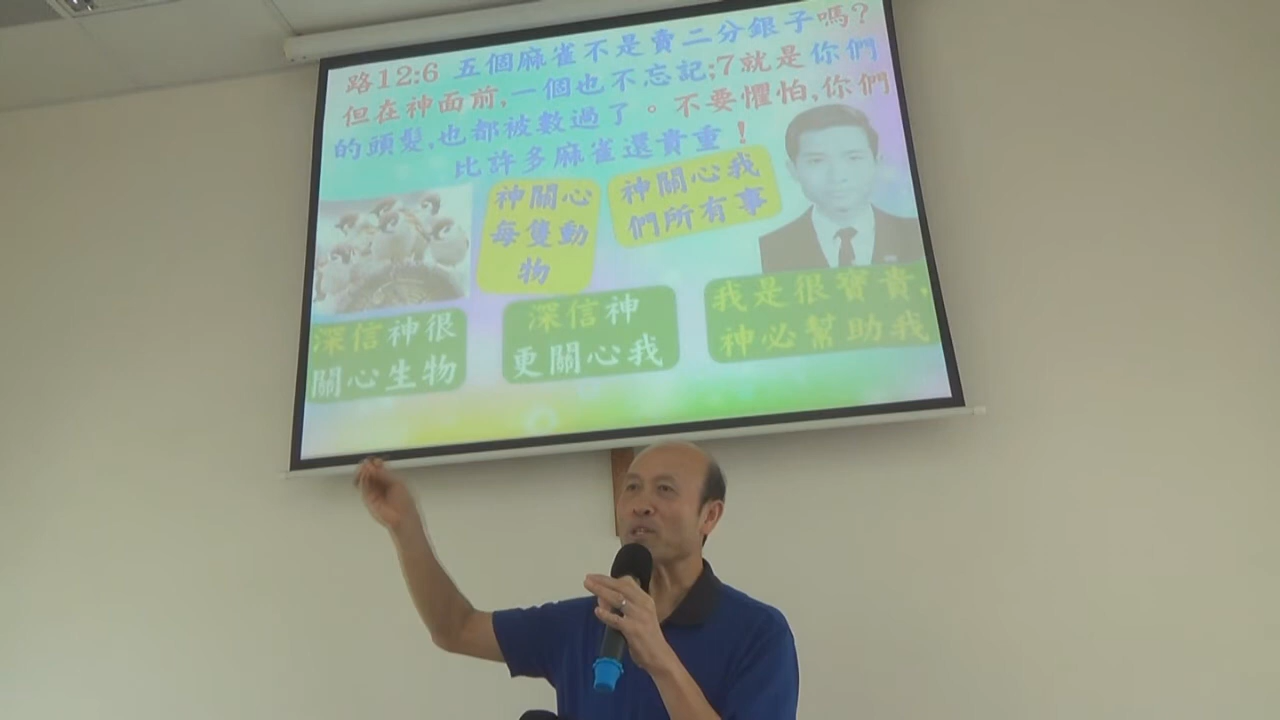 路12:6 五個麻雀不是賣二分銀子嗎?
但在神面前,一個也不忘記;7就是你們
的頭髮,也都被數過了。不要懼怕,你們
比許多麻雀還貴重!
神關心
每隻動
物
神關心我
們所有事
深信神很
關心生物
深信神
更關心我
我是很寶貴,
神必幫助我